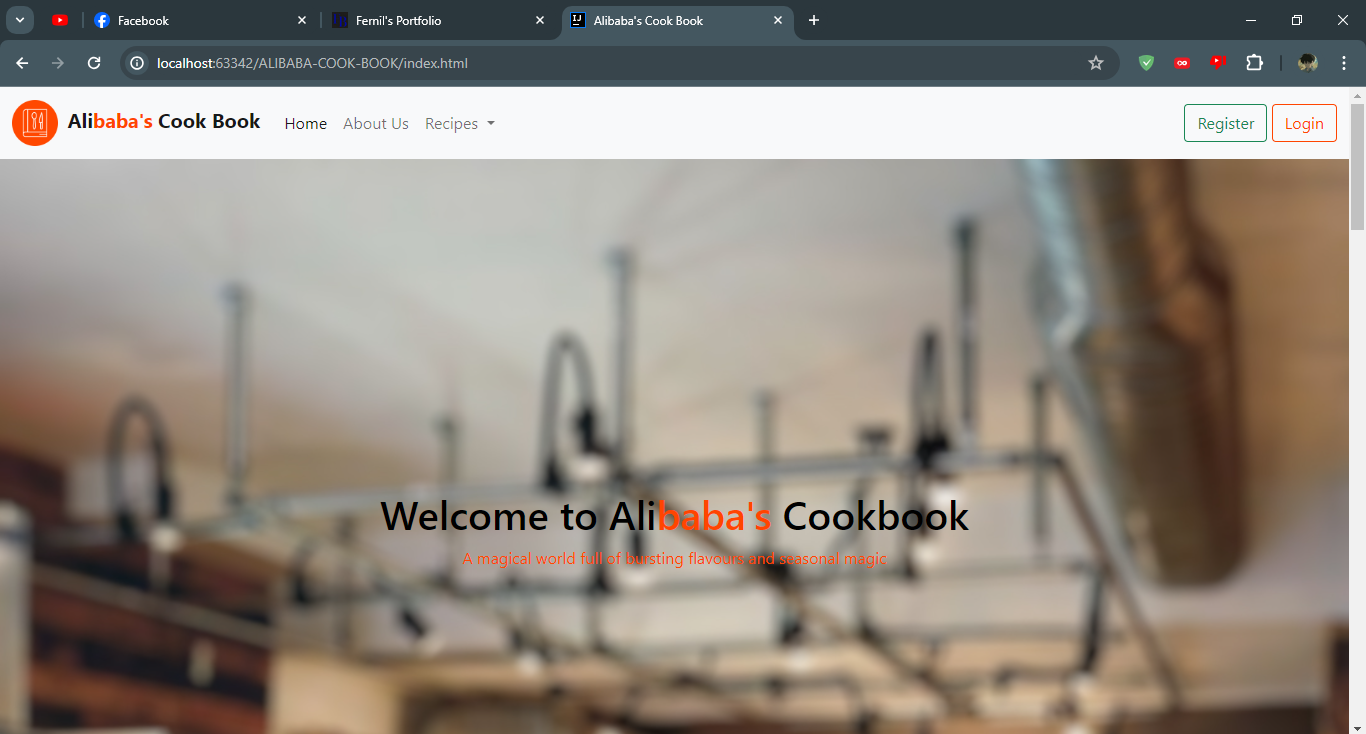 Facebook
Fernil's Portfolio
Alibaba's Cook Book
localhost:63342/ALIBABA-COOK-BOOK/index.html
Alibaba's Cook Book
Home
About Us
Recipes
Register
Login
Welcome to Alibaba's Cookbook
A magical world full of bursting flavours and seasonal magic